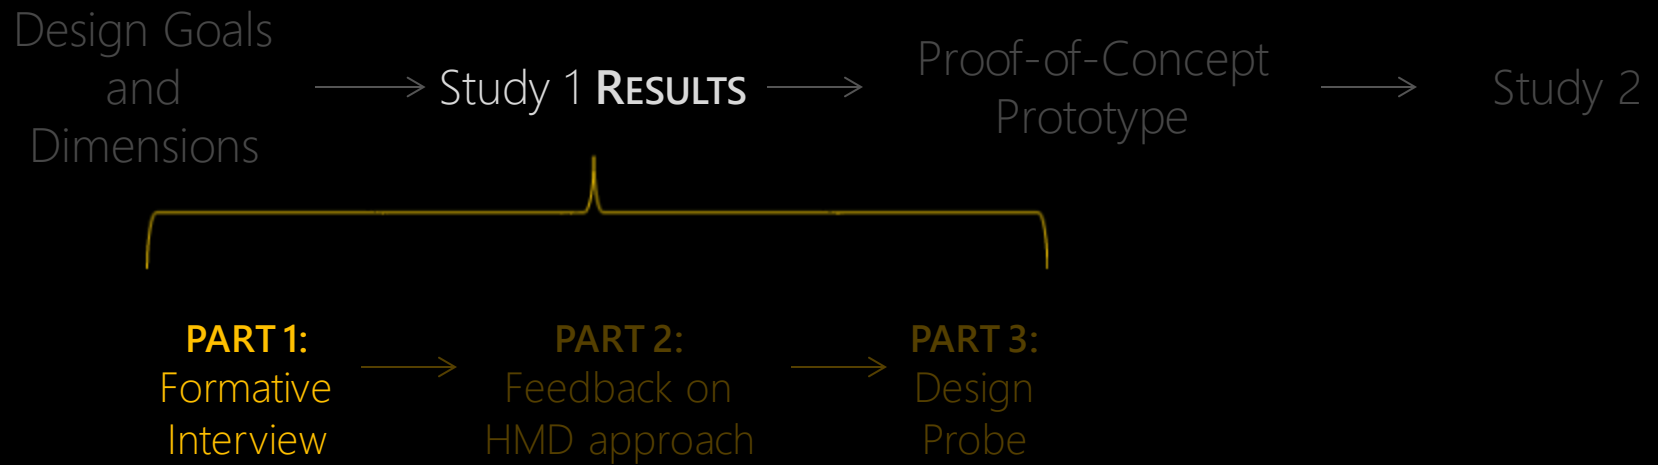 Design Goals
and
Dimensions
Study 1 RESULTS
Proof-of-Concept
Prototype
Study 2
PART 1:
Formative
Interview
PART 2:
Feedback on
HMD approach
PART 3:
Design
Probe